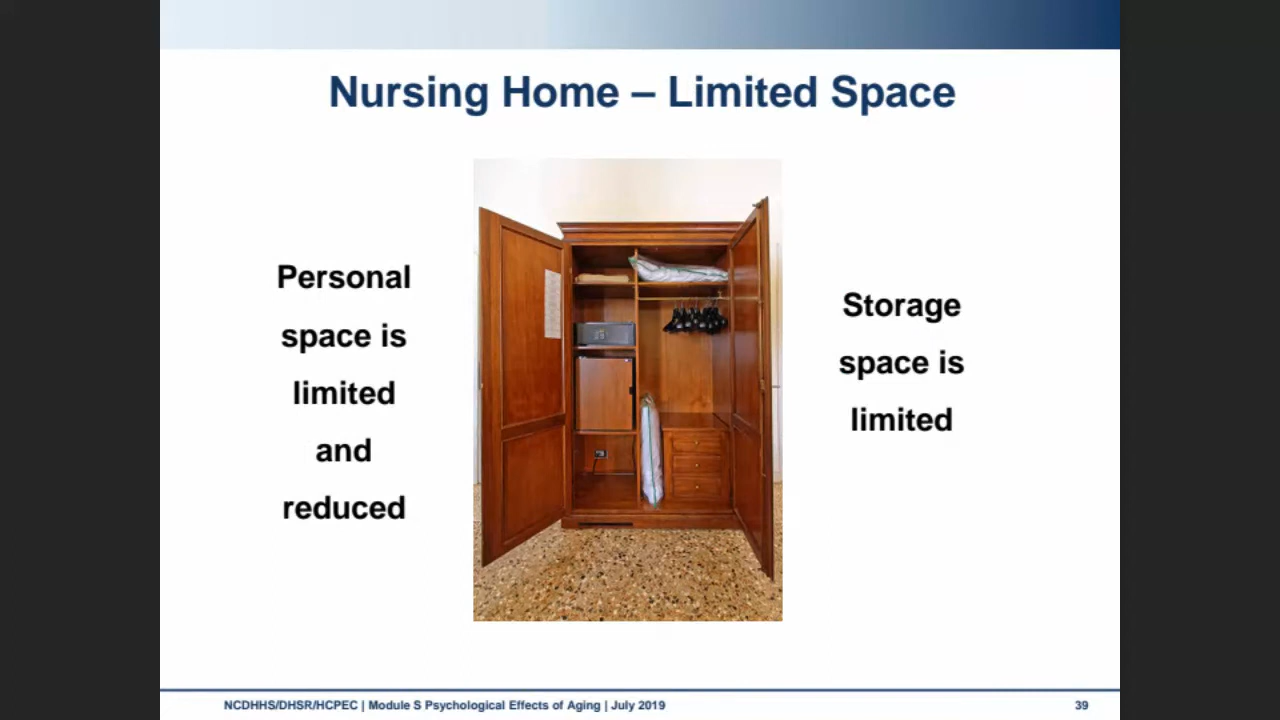 Nursing Home – Limited Space
Personal
space is
limited
and
reduced
Storage
space is
limited
NCDHHS/DHSR/HCPEC | Module S Psychological Effects of Aging | July 2019
39